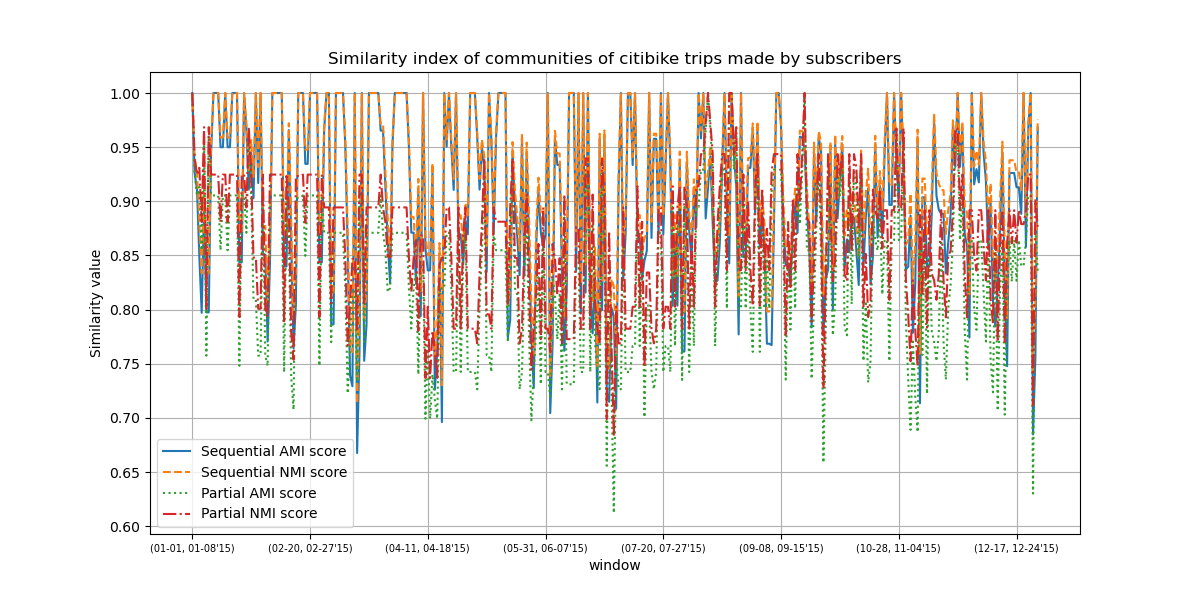 Similarity index of communities of citibike trips made by subscribers
1.00
0.95
0.90
0.85
0.80
0.75
0.70
0.65
0.60
Similarity value
Sequential AMI score
Sequential NMI score
Partial AMI score
Partial NMI score
(01-01, 01-08'15) (02-20, 02-27'15) (04-11, 04-18'15) (05-31, 06-07'15) (07-20, 07-27'15) (09-08, 09-15'15) (10-28, 11-04'15) (12-17, 12-24'15)
window